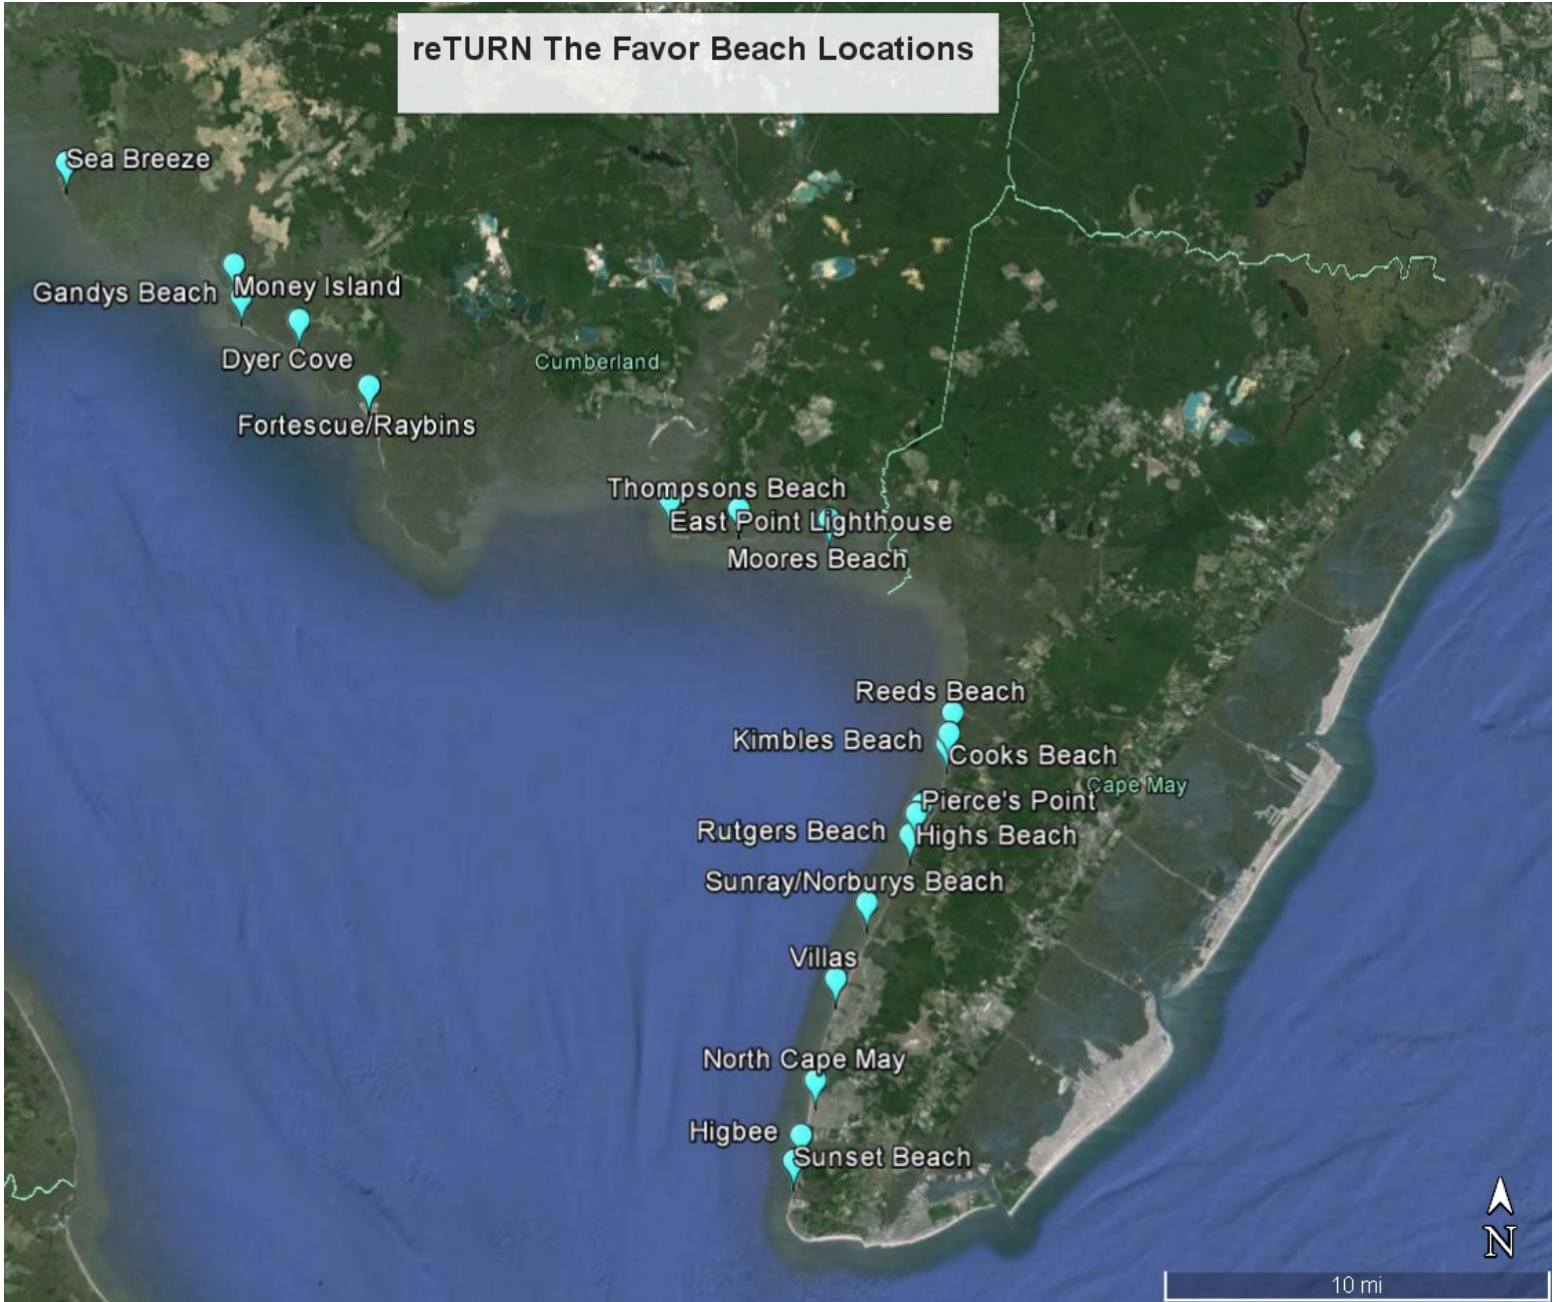 reTURN The Favor Beach Locations
Sea Breeze
Money Island
Gandys Beach
Dyer Cove
Cumberland
Fortescue/Raybins
Thompsons Beach
East Point Lighthouse
Moores Beach
Reeds Beach
Kimbles Beach
Cooks Beach
Cape May
Pierce's Point
Rutgers Beach
Highs Beach
Sunray/Norburys Beach
Villas
North Cape May
Higbee
Sunset Beach
N
10 mi